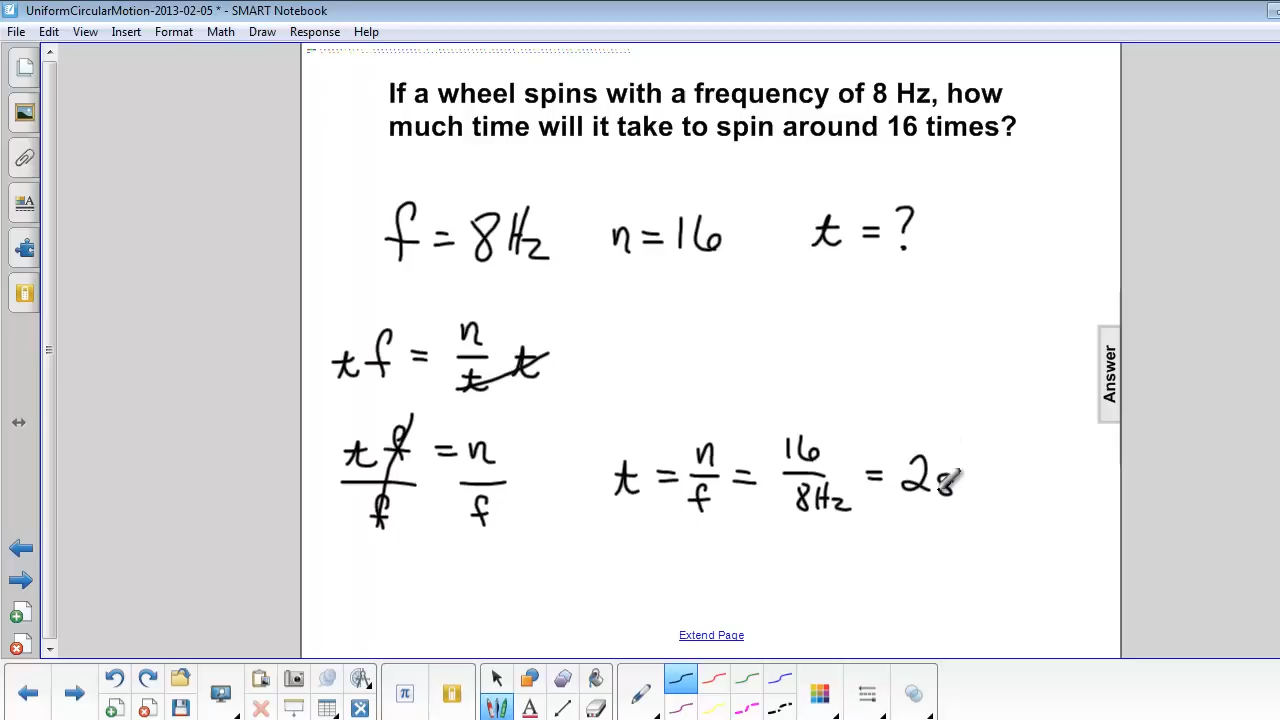 UniformCircularMotion-2013-02-05 * - SMART Notebook
File Edit View Insert Format Math Draw Response Help
If a wheel spins with a frequency of 8 Hz, how
much time will it take to spin around 16 times?
f = 8Hz n = 16 t = ?
tf = n/t t
tf/f = n/f t = n/f = 16/8Hz = 2s
Answer
Extend Page
π
A